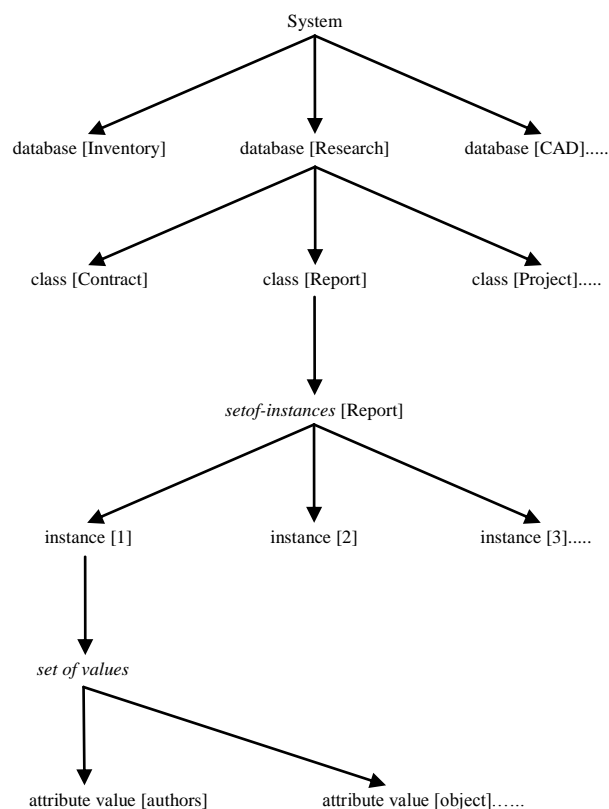 System
database [Inventory] database [Research] database [CAD].....
class [Contract] class [Report] class [Project].....
setof-instances [Report]
instance [1] instance [2] instance [3].....
set of values
attribute value [authors] attribute value [object]…...